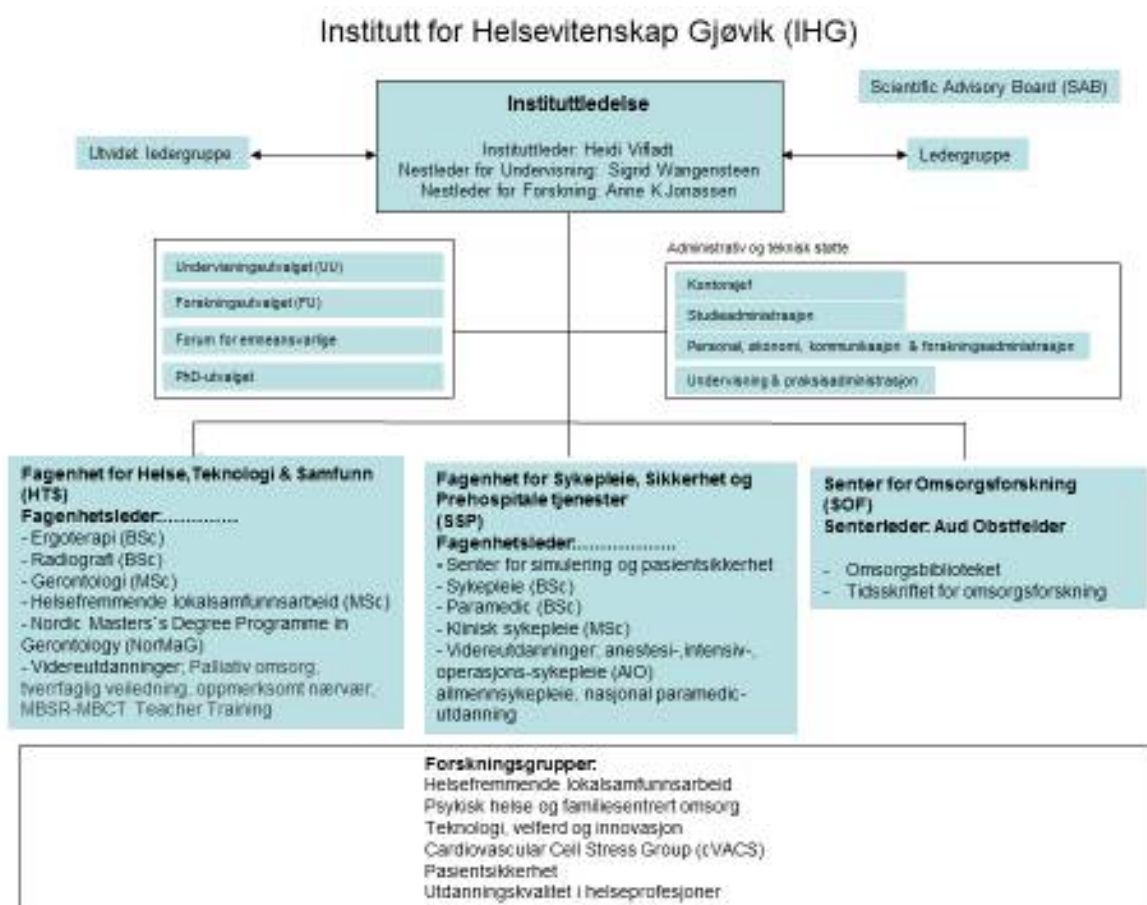 Institutt for Helsevitenskap Gjøvik (IHG)
Scientific Advisory Board (SAB)
Instituttledelse
Instituttleder: Heidi Vifladt
Nestleder for Undervisning: Sigrid Wangensteen
Nestleder for Forskning: Anne K Jonassen
Utvidet ledergruppe
Ledergruppe
Undervisningsutvalget (UU)
Forskningsutvalget (FU)
Forum for emneansvarlige
PhD-utvalget
Administrativ og teknisk støtte
Kontorsjef
Studieadministrasjon
Personal, økonomi, kommunikasjon & forskningsadministrasjon
Undervisning & praksisadministrasjon
Fagenhet for Helse, Teknologi & Samfunn
(HTS)
Fagenhetsleder:..............
- Ergoterapi (BSc)
- Radiografi (BSc)
- Gerontologi (MSc)
- Helsefremmende lokalsamfunnsarbeid (MSc)
- Nordic Masters`s Degree Programme in
Gerontology (NorMaG)
- Videreutdanninger; Palliativ omsorg,
tverrfaglig veiledning, oppmerksomt nærvær,
MBSR-MBCT Teacher Training
Fagenhet for Sykepleie, Sikkerhet og
Prehospitale tjenester
(SSP)
Fagenhetsleder:..................
- Senter for simulering og pasientsikkerhet
- Sykepleie (BSc)
- Paramedic (BSc)
- Klinisk sykepleie (MSc)
- Videreutdanninger; anestesi-,intensiv-,
operasjons-sykepleie (AIO)
allmennsykepleie, nasjonal paramedic-
utdanning
Senter for Omsorgsforskning
(SOF)
Senterleder: Aud Obstfelder
- Omsorgsbiblioteket
- Tidsskriftet for omsorgsforskning
Forskningsgrupper:
Helsefremmende lokalsamfunnsarbeid
Psykisk helse og familiesentrert omsorg
Teknologi, velferd og innovasjon
Cardiovascular Cell Stress Group (cVACS)
Pasientsikkerhet
Utdanningskvalitet i helseprofesjoner